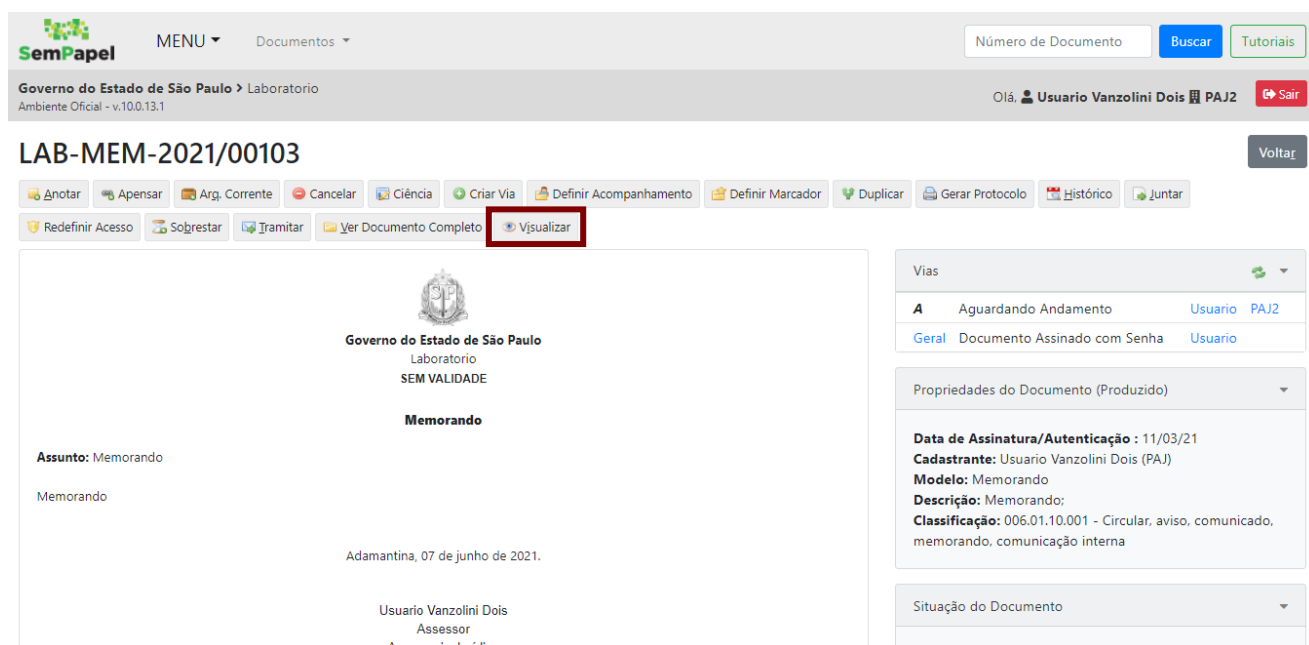 SemPapel MENU Documentos Número de Documento Buscar Tutoriais
Governo do Estado de São Paulo > Laboratorio
Ambiente Oficial - v.10.0.13.1
Olá, Usuario Vanzolini Dois PAJ2 Sair
LAB-MEM-2021/00103 Voltar
Anotar Apensar Arq. Corrente Cancelar Ciência Criar Via Definir Acompanhamento Definir Marcador Duplicar Gerar Protocolo Histórico Juntar
Redefinir Acesso Sobrestar Tramitar Ver Documento Completo Visualizar
SP
Governo do Estado de São Paulo
Laboratorio
SEM VALIDADE
Memorando
Assunto: Memorando
Memorando
Adamantina, 07 de junho de 2021.
Usuario Vanzolini Dois
Assessor
Vias
A Aguardando Andamento Usuario PAJ2
Geral Documento Assinado com Senha Usuario
Propriedades do Documento (Produzido)
Data de Assinatura/Autenticação : 11/03/21
Cadastrante: Usuario Vanzolini Dois (PAJ)
Modelo: Memorando
Descrição: Memorando;
Classificação: 006.01.10.001 - Circular, aviso, comunicado,
memorando, comunicação interna
Situação do Documento